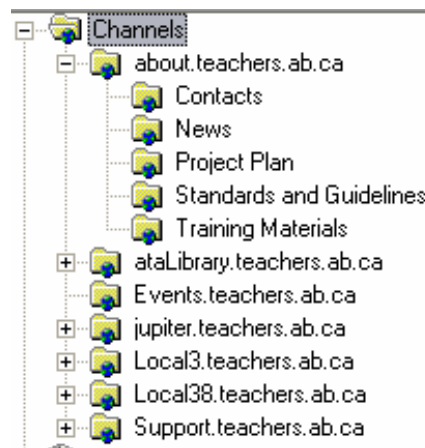 Channels
about.teachers.ab.ca
Contacts
News
Project Plan
Standards and Guidelines
Training Materials
ataLibrary.teachers.ab.ca
Events.teachers.ab.ca
jupiter.teachers.ab.ca
Local3.teachers.ab.ca
Local38.teachers.ab.ca
Support.teachers.ab.ca